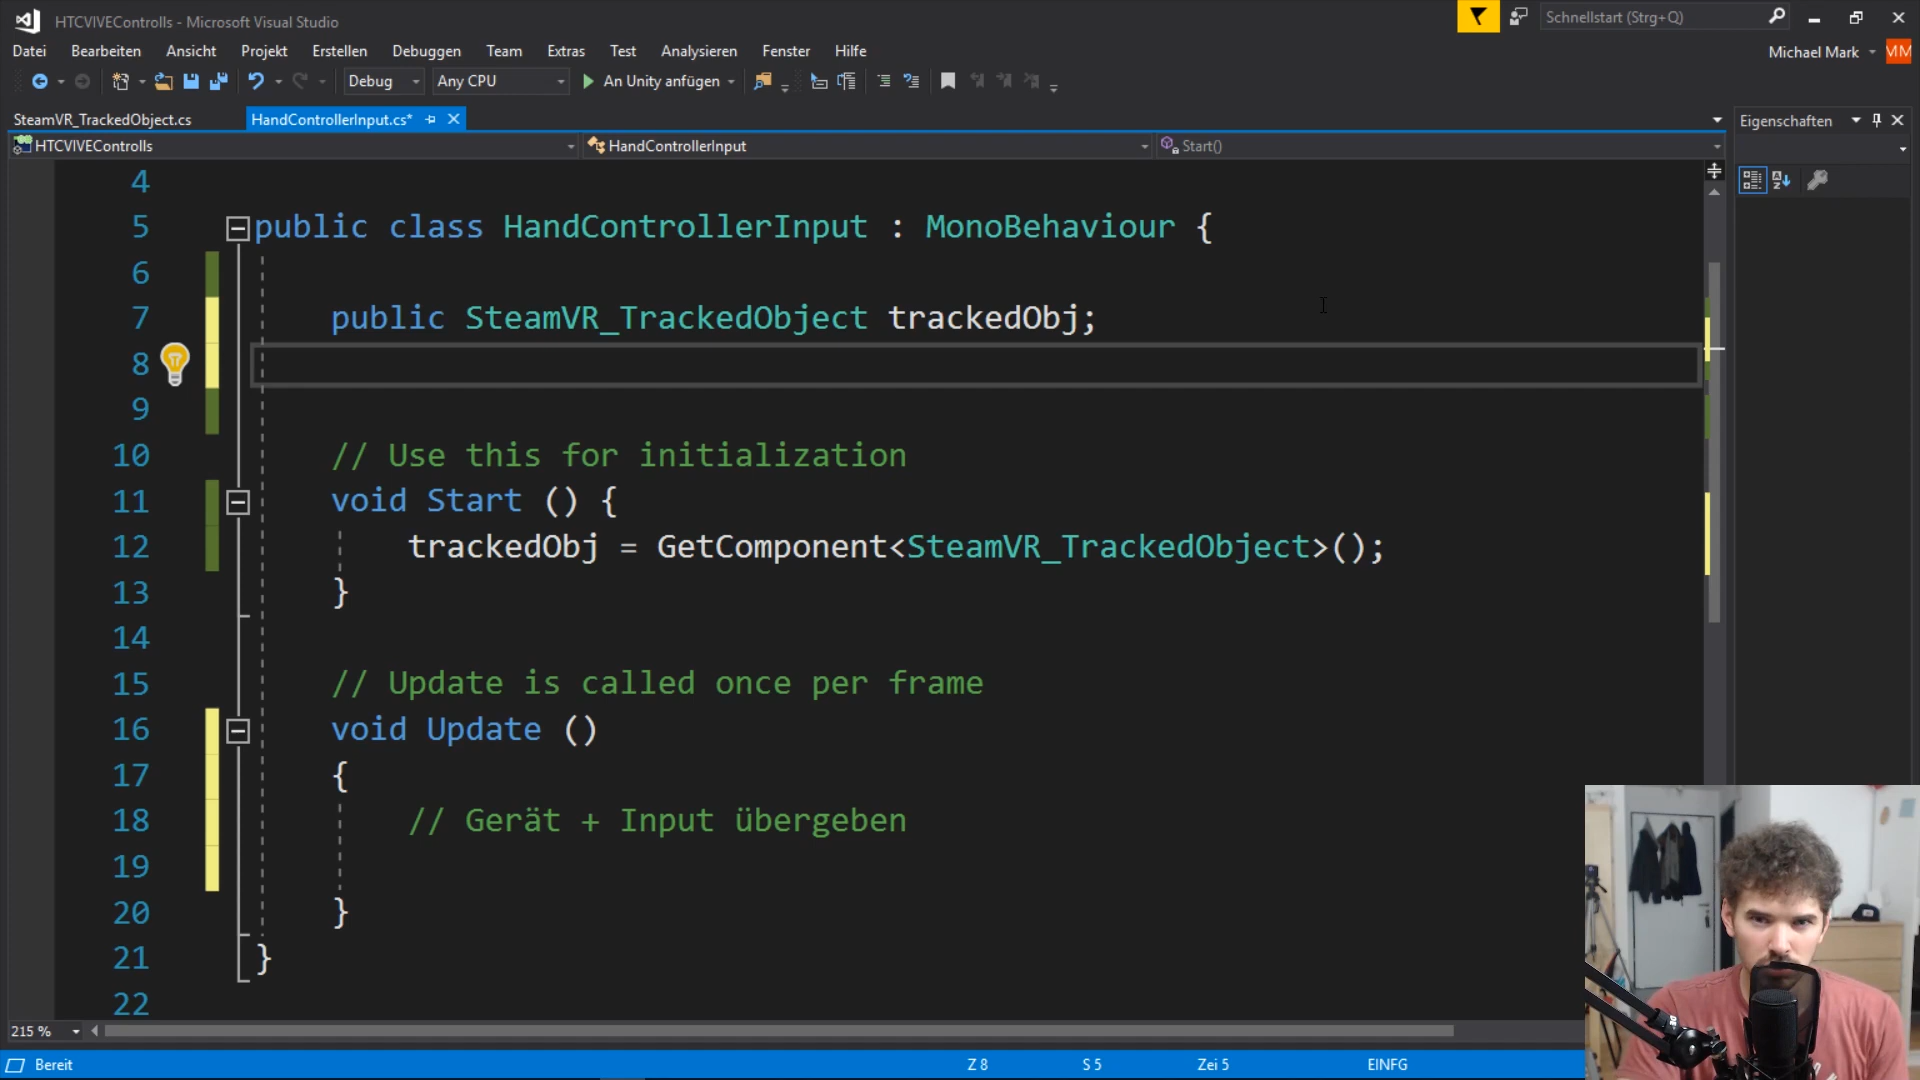 HTCVIVEControlls - Microsoft Visual Studio
Schnellstart (Strg+Q)
Datei Bearbeiten Ansicht Projekt Erstellen Debuggen Team Extras Test Analysieren Fenster Hilfe
Michael Mark MM
Debug Any CPU An Unity anfügen
SteamVR_TrackedObject.cs HandControllerInput.cs*
Eigenschaften
HTCVIVEControlls HandControllerInput Start()
4
5 public class HandControllerInput : MonoBehaviour {
6
7 public SteamVR_TrackedObject trackedObj;
8
9
10 // Use this for initialization
11 void Start () {
12 trackedObj = GetComponent<SteamVR_TrackedObject>();
13 }
14
15 // Update is called once per frame
16 void Update ()
17 {
18 // Gerät + Input übergeben
19
20 }
21 }
22
215 %
Bereit Z 8 S 5 Zei 5 EINFG